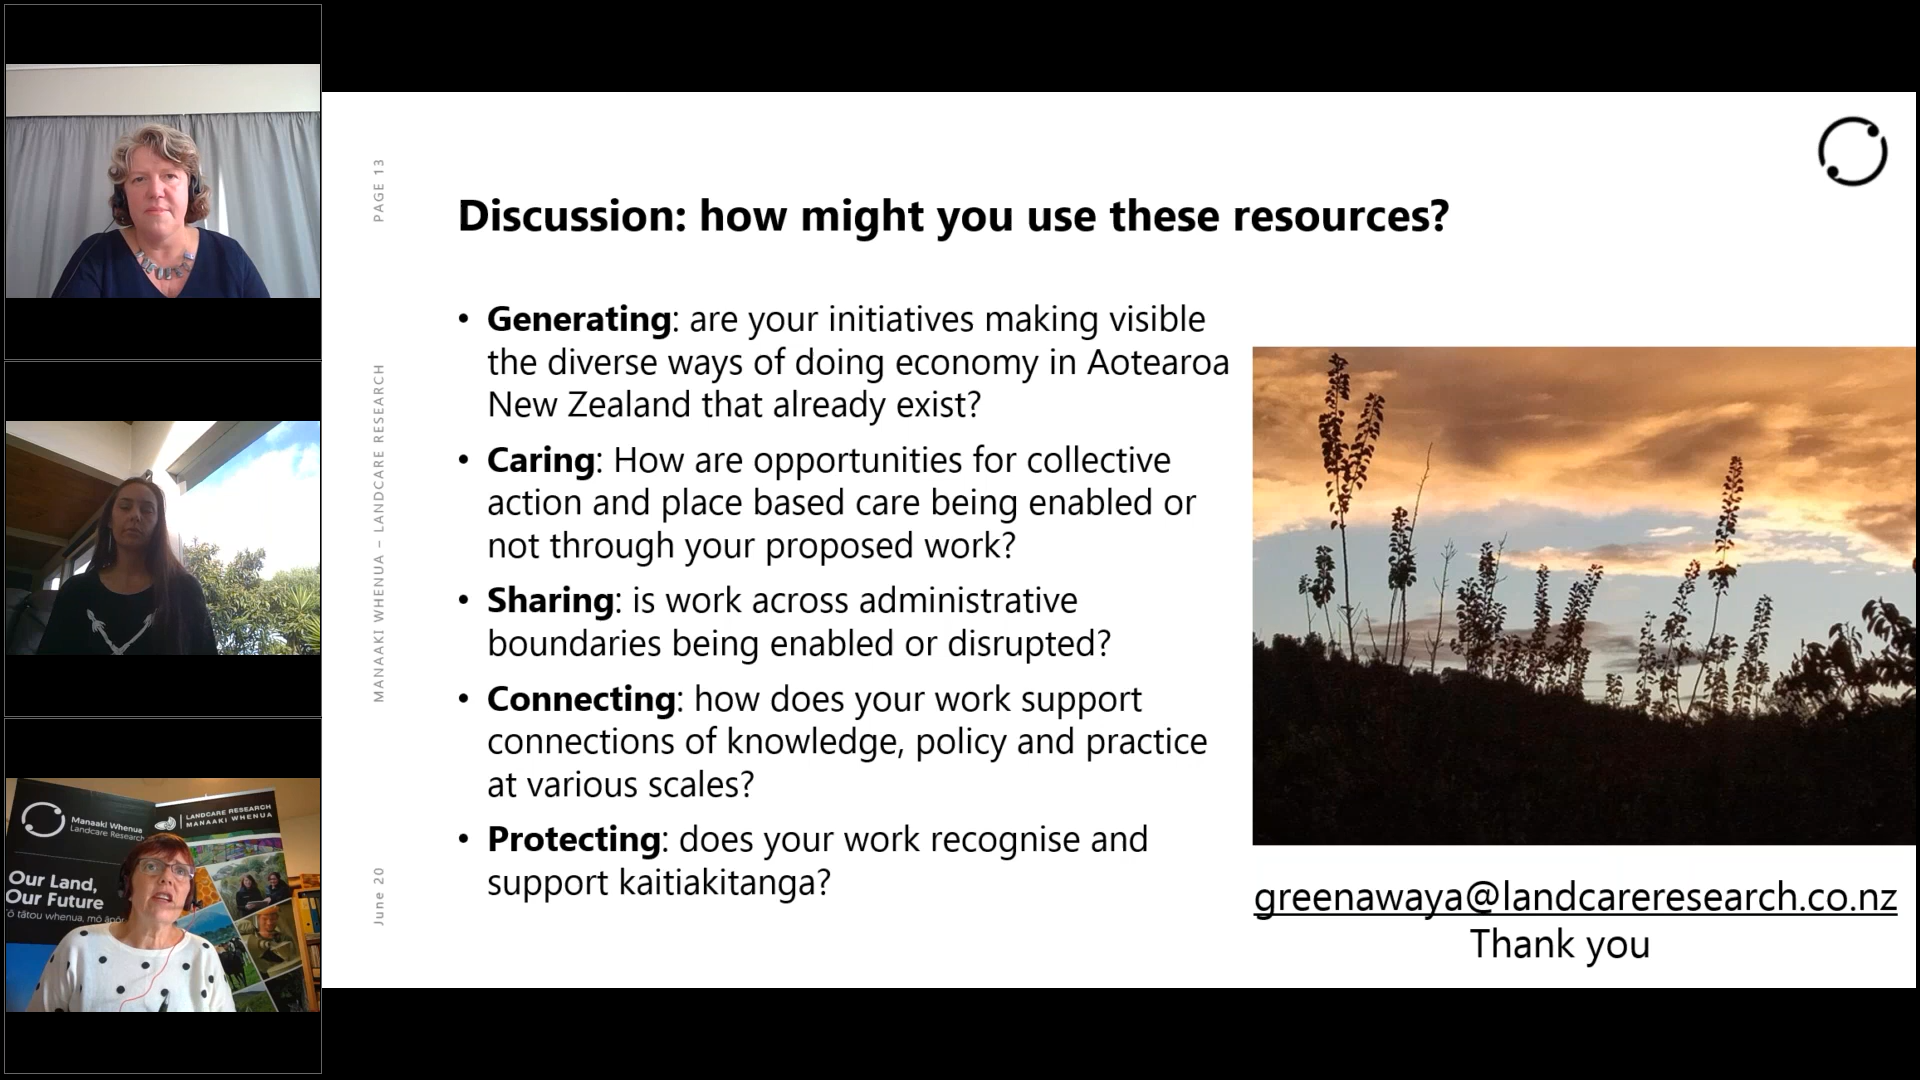 PAGE 13
MANAAKI WHENUA – LANDCARE RESEARCH
June 20
Discussion: how might you use these resources?
• Generating: are your initiatives making visible
the diverse ways of doing economy in Aotearoa
New Zealand that already exist?
• Caring: How are opportunities for collective
action and place based care being enabled or
not through your proposed work?
• Sharing: is work across administrative
boundaries being enabled or disrupted?
• Connecting: how does your work support
connections of knowledge, policy and practice
at various scales?
• Protecting: does your work recognise and
support kaitiakitanga?
greenawaya@landcareresearch.co.nz
Thank you
Manaaki Whenua
Landcare Research
LANDCARE RESEARCH
MANAAKI WHENUA
Our Land,
Our Future
tātou whenua, mō